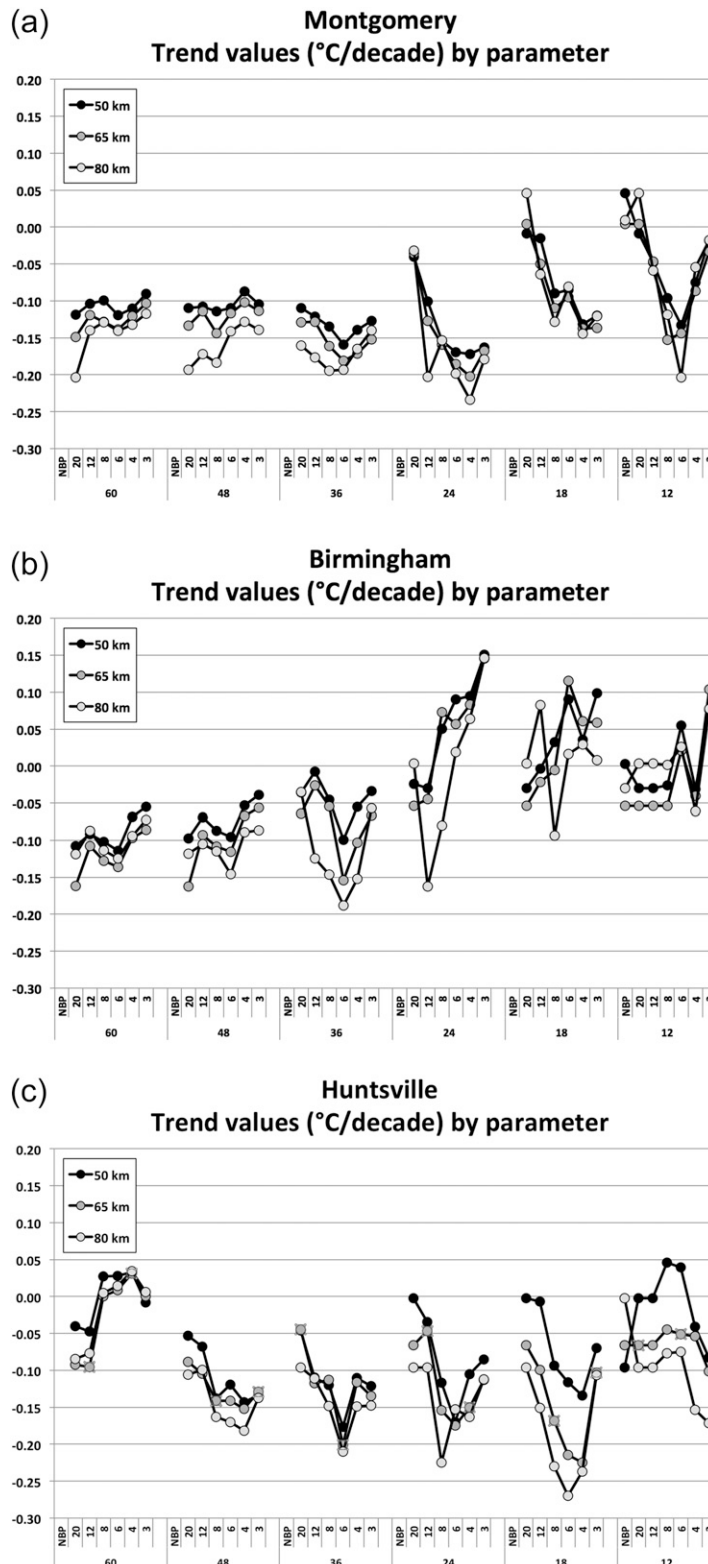 (a)
Montgomery
Trend values (°C/decade) by parameter
50 km
65 km
80 km
0.20
0.15
0.10
0.05
0.00
-0.05
-0.10
-0.15
-0.20
-0.25
-0.30
NBP 20 12 8 6 4 3 NBP 20 12 8 6 4 3 NBP 20 12 8 6 4 3 NBP 20 12 8 6 4 3 NBP 20 12 8 6 4 3 NBP 20 12 8 6 4 3
60 48 36 24 18 12
(b)
Birmingham
Trend values (°C/decade) by parameter
50 km
65 km
80 km
0.20
0.15
0.10
0.05
0.00
-0.05
-0.10
-0.15
-0.20
-0.25
-0.30
NBP 20 12 8 6 4 3 NBP 20 12 8 6 4 3 NBP 20 12 8 6 4 3 NBP 20 12 8 6 4 3 NBP 20 12 8 6 4 3 NBP 20 12 8 6 4 3
60 48 36 24 18 12
(c)
Huntsville
Trend values (°C/decade) by parameter
50 km
65 km
80 km
0.20
0.15
0.10
0.05
0.00
-0.05
-0.10
-0.15
-0.20
-0.25
-0.30
NBP 20 12 8 6 4 3 NBP 20 12 8 6 4 3 NBP 20 12 8 6 4 3 NBP 20 12 8 6 4 3 NBP 20 12 8 6 4 3 NBP 20 12 8 6 4 3
60 48 36 24 18 12